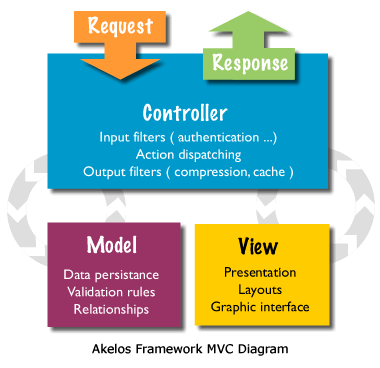 Request
Response
Controller
Input filters ( authentication ...)
Action dispatching
Output filters ( compression, cache )
Model
Data persistance
Validation rules
Relationships
View
Presentation
Layouts
Graphic interface
Akelos Framework MVC Diagram